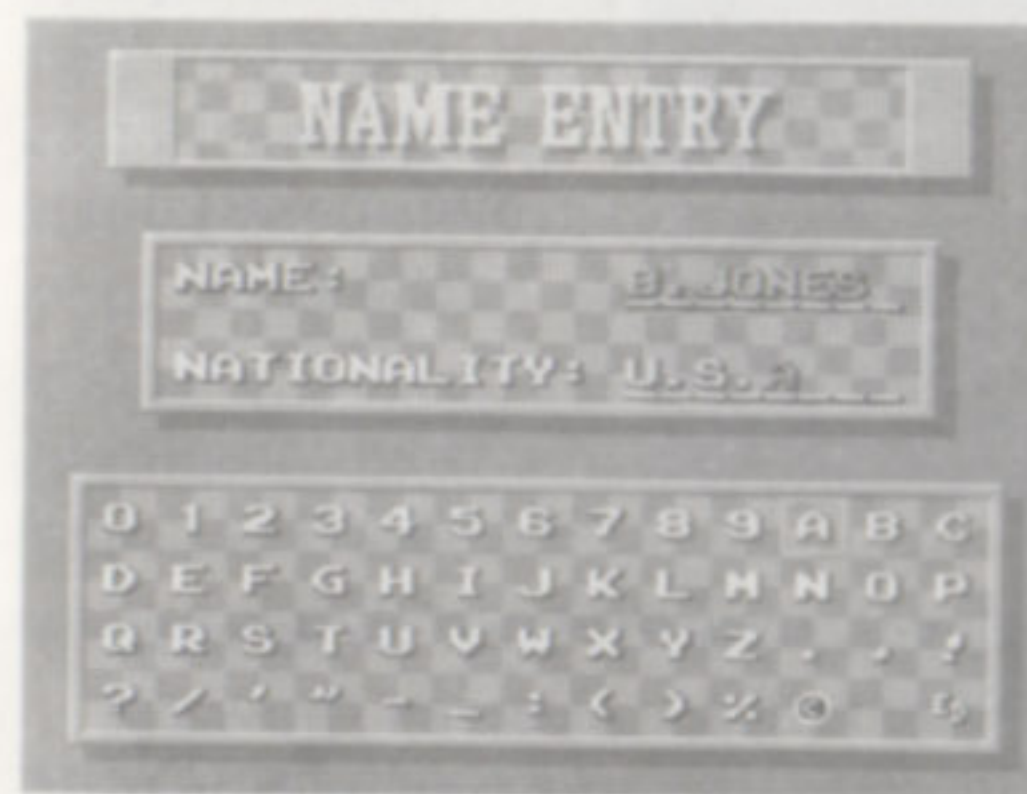 NAME ENTRY
NAME: B.JONES
NATIONALITY: U.S.A
0 1 2 3 4 5 6 7 8 9 A B C
D E F G H I J K L M N O P
Q R S T U V W X Y Z . , !
? / ' " - _ : ( ) % ©